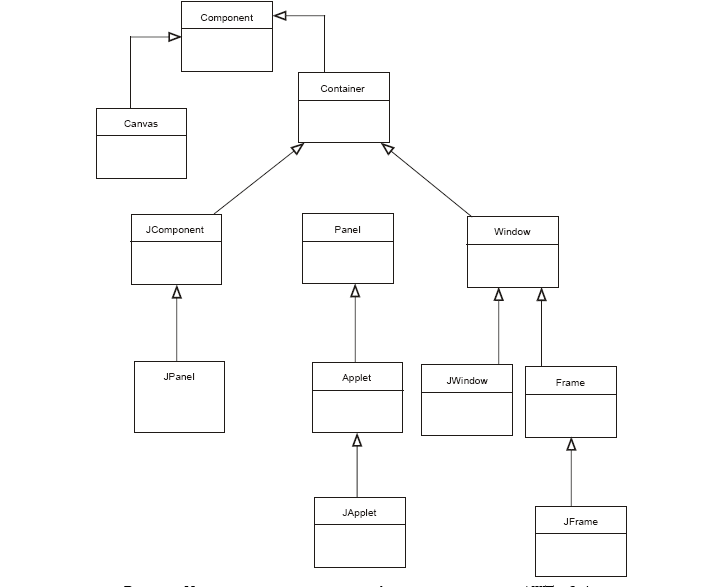 Component
Container
Canvas
JComponent
Panel
Window
JPanel
Applet
JWindow
Frame
JApplet
JFrame